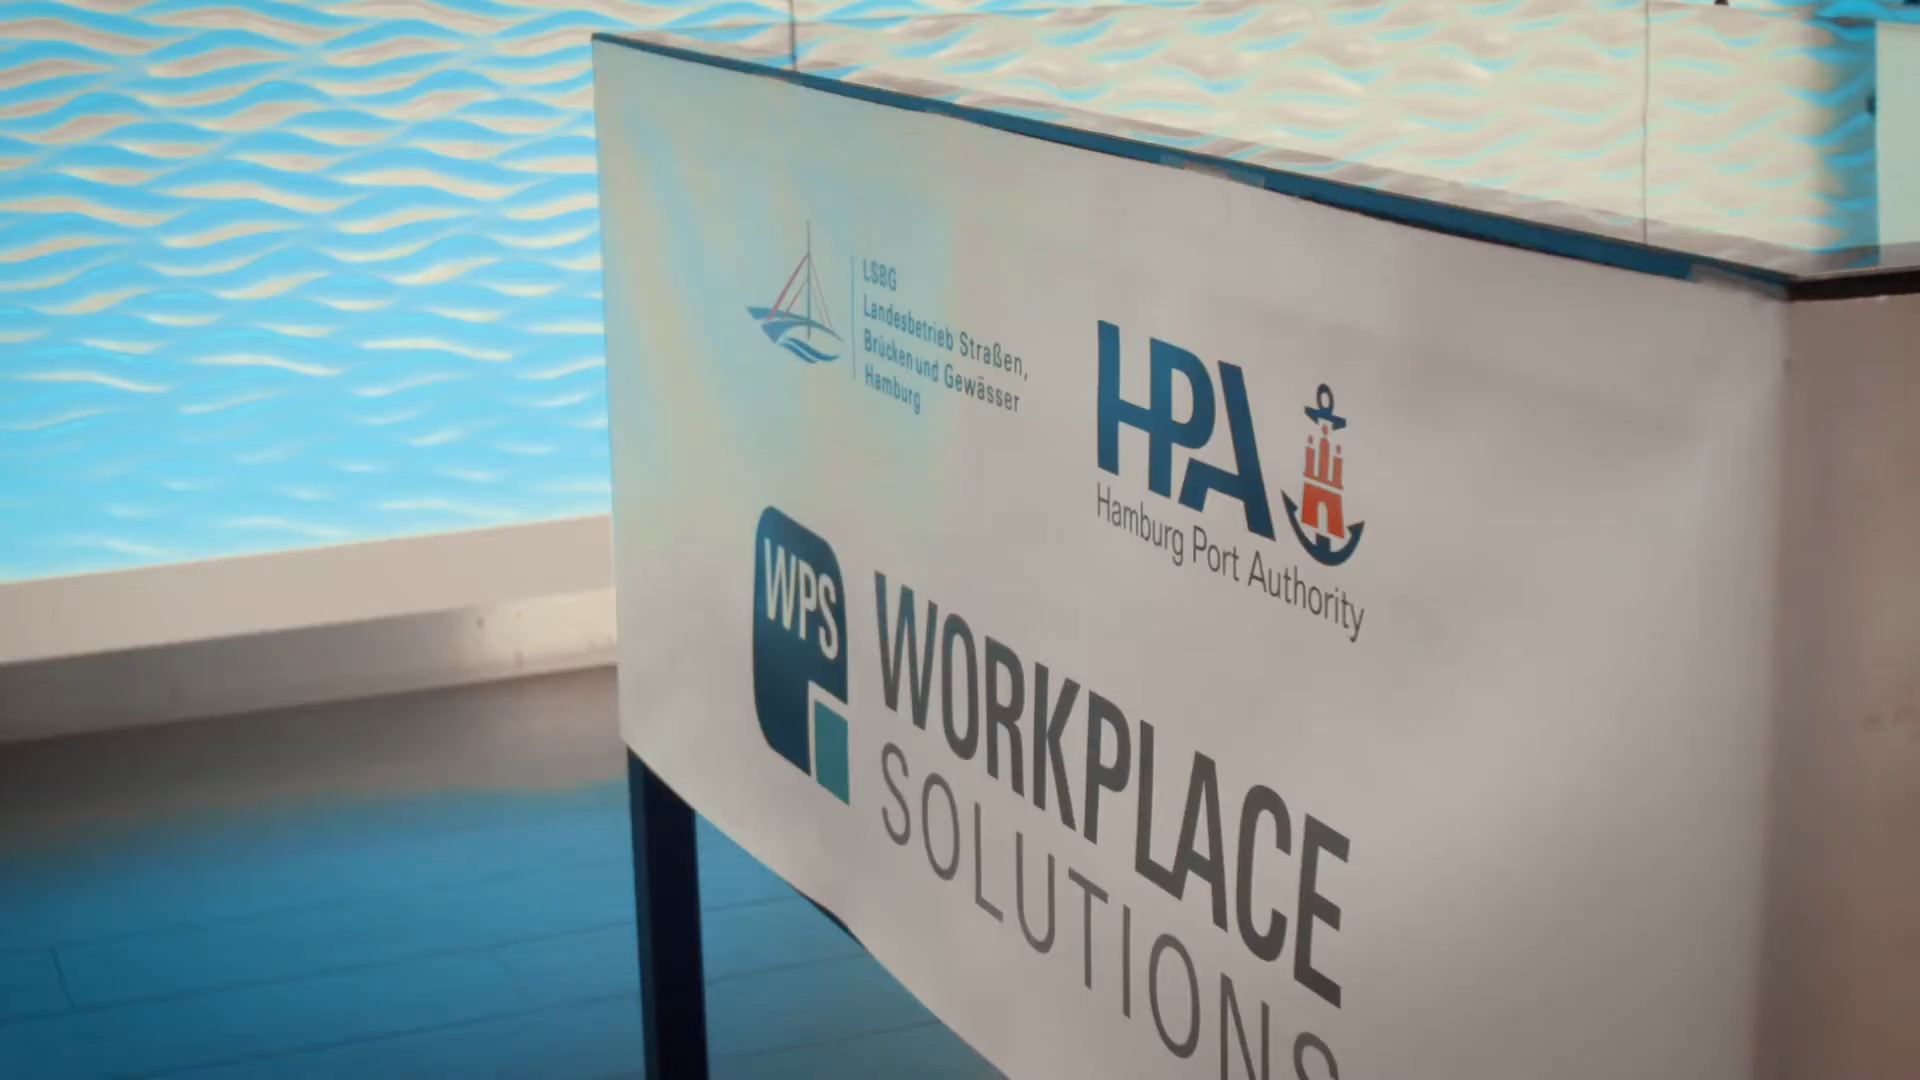 LSBG
Landesbetrieb Straßen,
Brücken und Gewässer
Hamburg
HPA
Hamburg Port Authority
WPS
WORKPLACE
SOLUTIONS